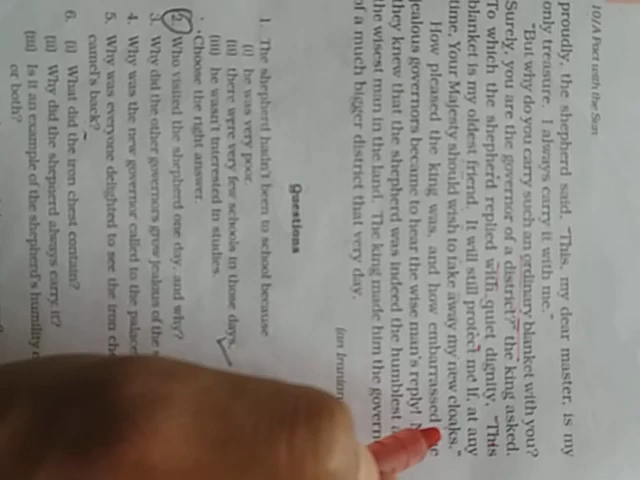 10/A Pact with the Sun
proudly, the shepherd said, "This, my dear master, is my
only treasure. I always carry it with me."
"But why do you carry such an ordinary blanket with you?
Surely, you are the governor of a district?" the king asked.
To which the shepherd replied with quiet dignity, "This
blanket is my oldest friend. It will still protect me if, at any
time, Your Majesty should wish to take away my new cloaks."
How pleased the king was, and how embarrassed
jealous governors became to hear the wise man's reply!
they knew that the shepherd was indeed the humblest
the wisest man in the land. The king made him the govern
of a much bigger district that very day.
(an Iranian
Questions
1. The shepherd hadn't been to school because
(i) he was very poor.
(ii) there were very few schools in those days.
(iii) he wasn't interested in studies.
Choose the right answer.
2. Who visited the shepherd one day, and why?
3. Why did the other governors grow jealous of the
4. Why was the new governor called to the palace
5. Why was everyone delighted to see the iron che
camel's back?
6. (i) What did the iron chest contain?
(ii) Why did the shepherd always carry it?
(iii) Is it an example of the shepherd's humility
or both?